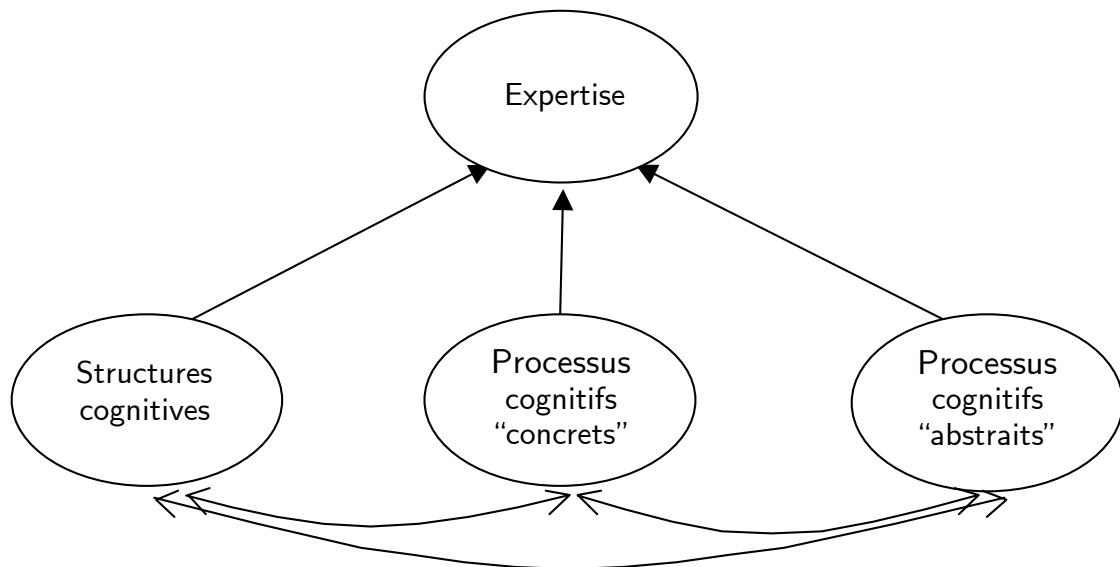 Expertise
Structures
cognitives
Processus
cognitifs
“concrets”
Processus
cognitifs
“abstraits”